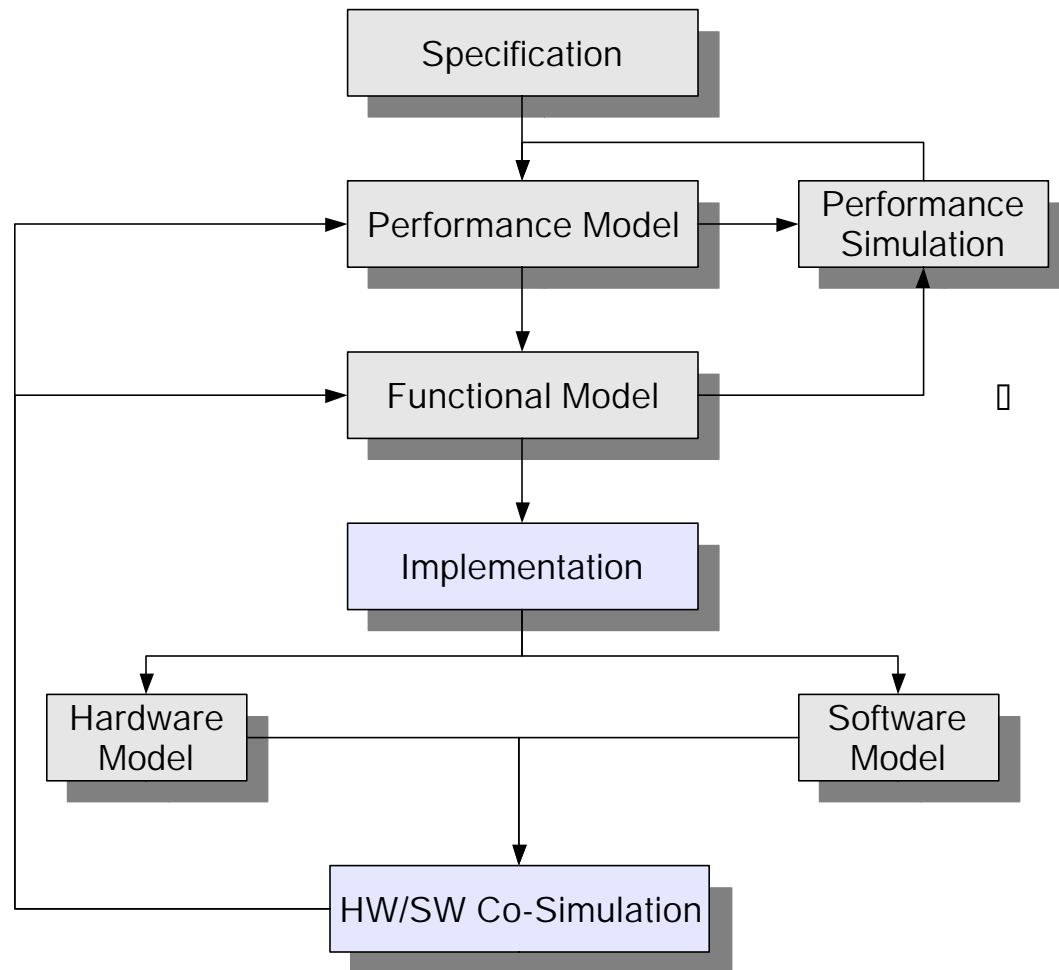 Specification
Performance Model
Performance
Simulation
Functional Model
Implementation
Hardware
Model
Software
Model
HW/SW Co-Simulation